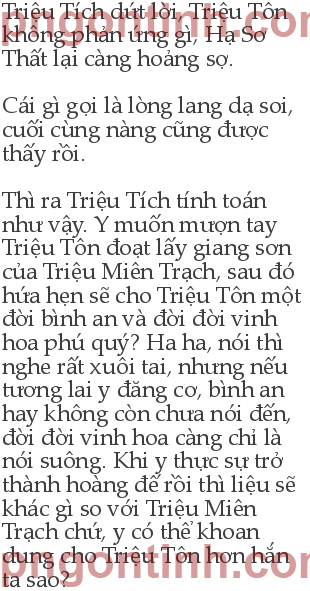 Triệu Tích dứt lời, Triệu Tôn
không phản ứng gì, Hạ Sơ
Thất lại càng hoảng sợ.
Cái gì gọi là lòng lang dạ soi,
cuối cùng nàng cũng được
thấy rồi.
Thì ra Triệu Tích tính toán
như vậy. Y muốn mượn tay
Triệu Tôn đoạt lấy giang sơn
của Triệu Miên Trạch, sau đó
hứa hẹn sẽ cho Triệu Tôn một
đời bình an và đời đời vinh
hoa phú quý? Ha ha, nói thì
nghe rất xuôi tai, nhưng nếu
tương lai y đăng cơ, bình an
hay không còn chưa nói đến,
đời đời vinh hoa càng chỉ là
nói suông. Khi y thực sự trở
thành hoàng đế rồi thì liệu sẽ
khác gì so với Triệu Miên
Trạch chứ, y có thể khoan
dung cho Triệu Tôn hơn hắn
ta sao?
pngontinh.com
pngontinh.com